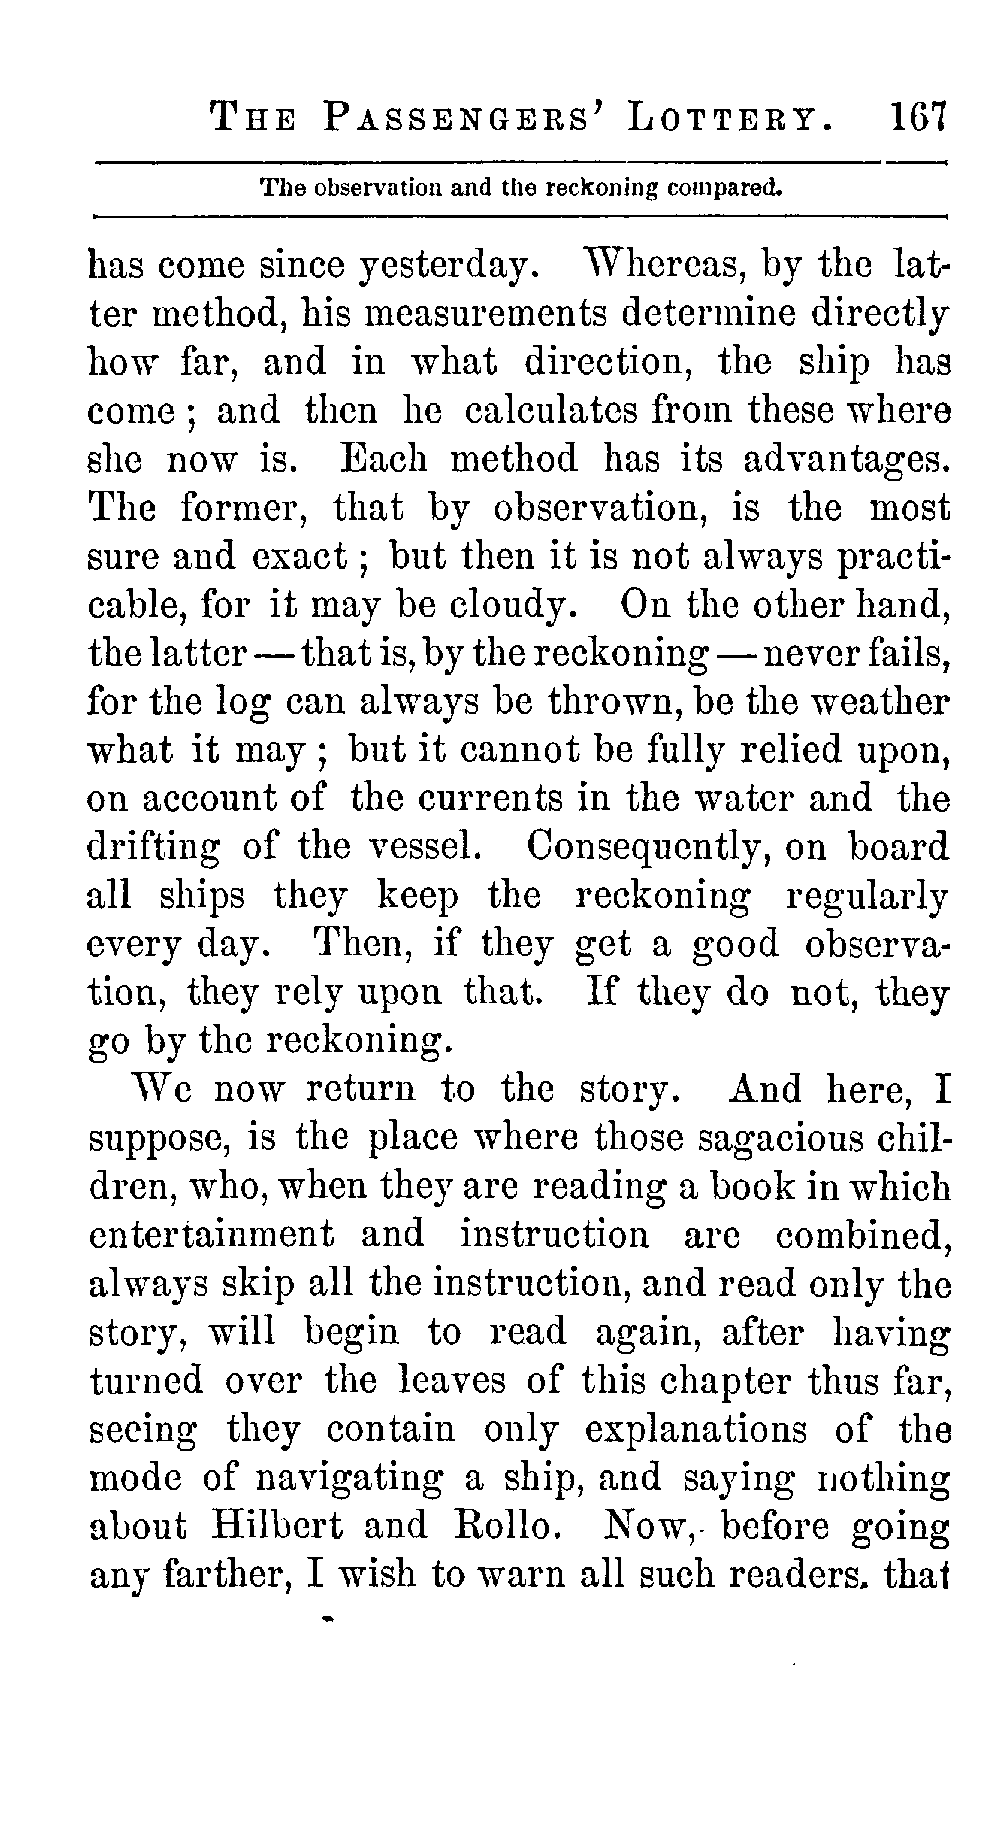 The Passengers' Lottery. 167
The observation and the reckoning compared.
has come since yesterday. Whereas, by the lat-
ter method, his measurements determine directly
how far, and in what direction, the ship has
come ; and then he calculates from these where
she now is. Each method has its advantages.
The former, that by observation, is the most
sure and exact ; but then it is not always practi-
cable, for it may be cloudy. On the other hand,
the latter — that is, by the reckoning — never fails,
for the log can always be thrown, be the weather
what it may ; but it cannot be fully relied upon,
on account of the currents in the water and the
drifting of the vessel. Consequently, on board
all ships they keep the reckoning regularly
every day. Then, if they get a good observa-
tion, they rely upon that. If they do not, they
go by the reckoning.
We now return to the story. And here, I
suppose, is the place where those sagacious chil-
dren, who, when they are reading a book in which
entertainment and instruction are combined,
always skip all the instruction, and read only the
story, will begin to read again, after having
turned over the leaves of this chapter thus far,
seeing they contain only explanations of the
mode of navigating a ship, and saying nothing
about Hilbert and Rollo. Now, before going
any farther, I wish to warn all such readers. that